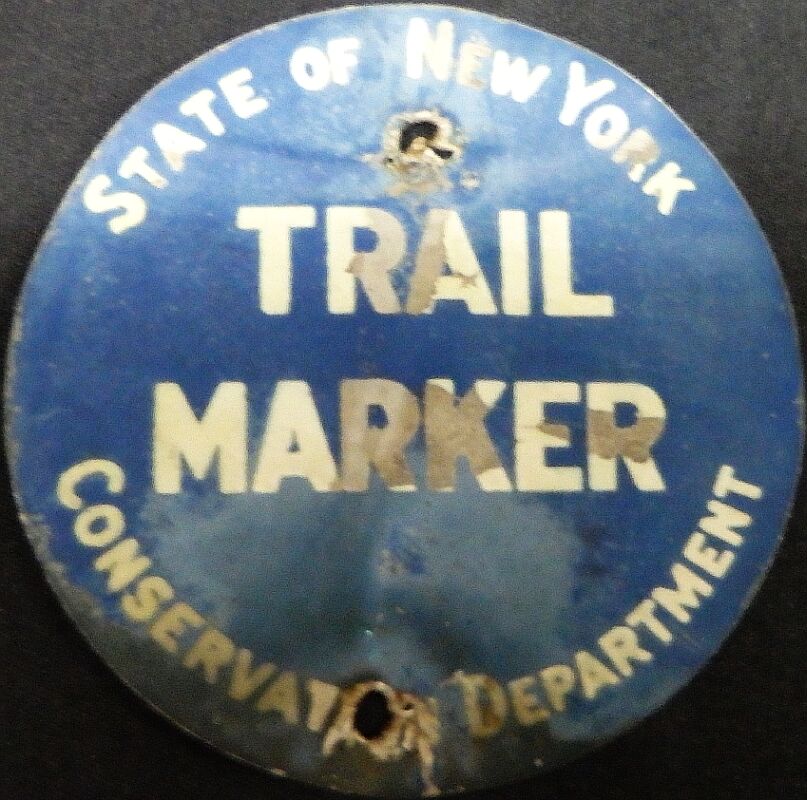 STATE OF NEW YORK
TRAIL
MARKER
CONSERVATION DEPARTMENT